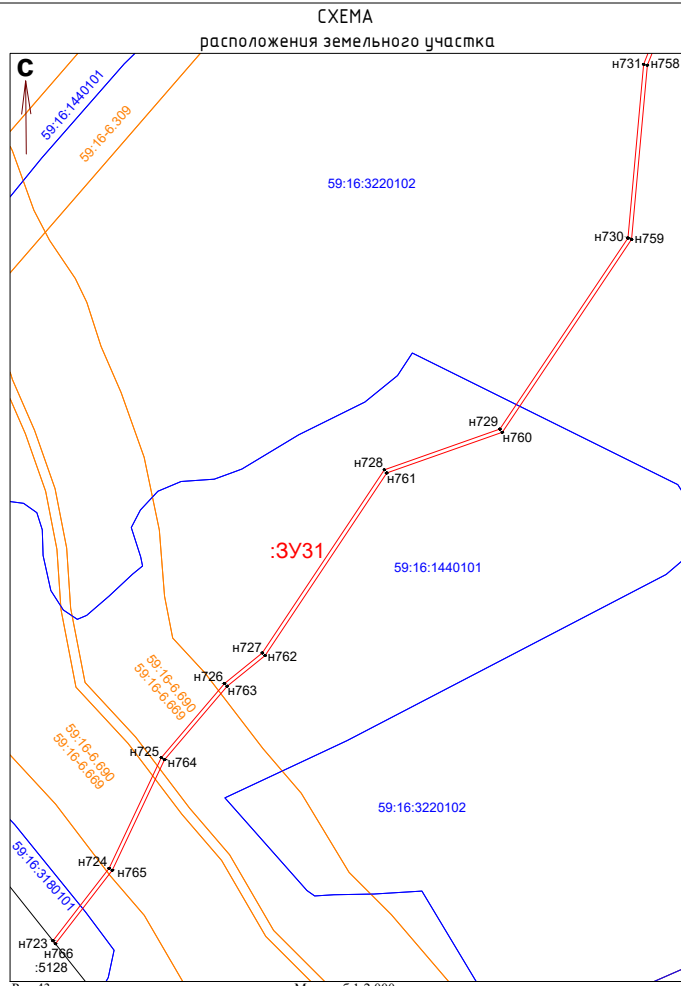 СХЕМА
расположения земельного участка
С
59:16:1440101
59:16-6.309
59:16:3220102
н731
н758
н730
н759
н729
н760
н728
н761
:ЗУ31
59:16:1440101
н727
н762
н726
н763
59:16-6.690
59:16-6.669
н725
н764
59:16-6.690
59:16-6.669
59:16:3220102
н724
н765
59:16:3180101
н723
н766
:5128